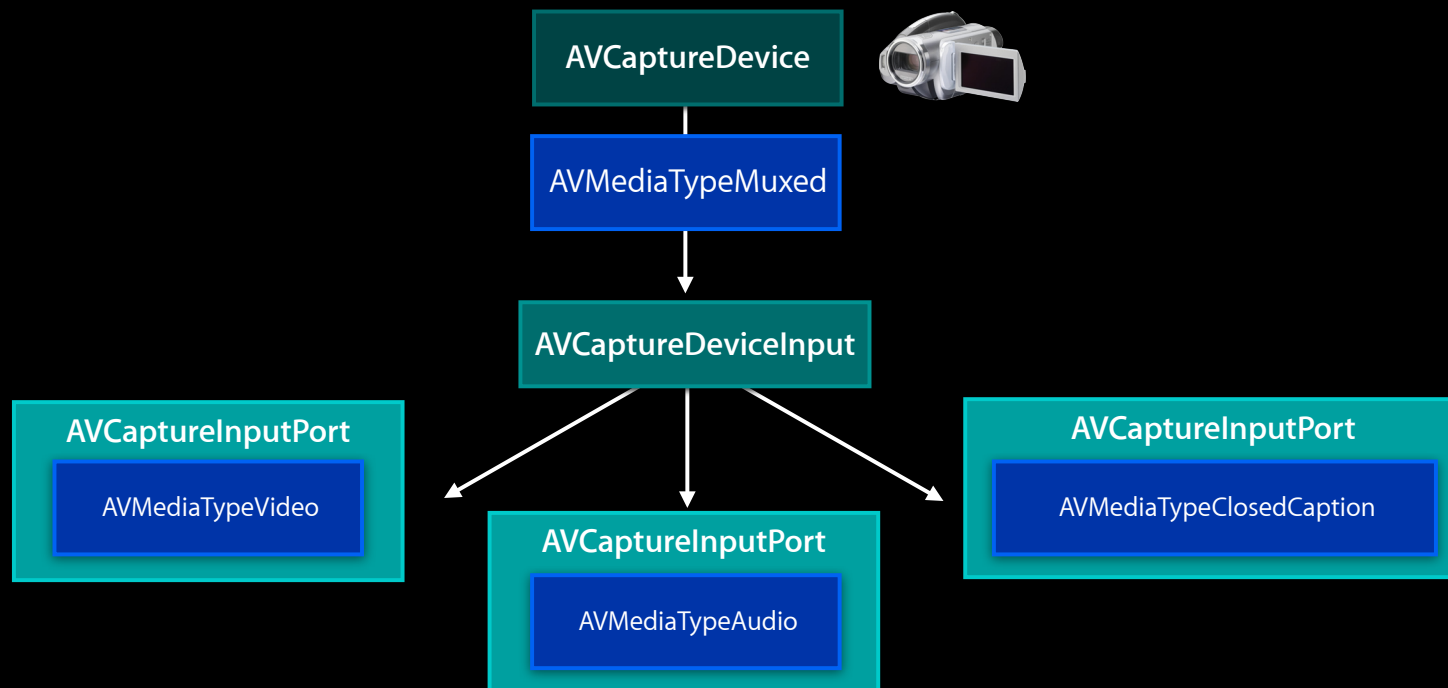 AVCaptureDevice
AVMediaTypeMuxed
AVCaptureDeviceInput
AVCaptureInputPort
AVMediaTypeVideo
AVCaptureInputPort
AVMediaTypeAudio
AVCaptureInputPort
AVMediaTypeClosedCaption